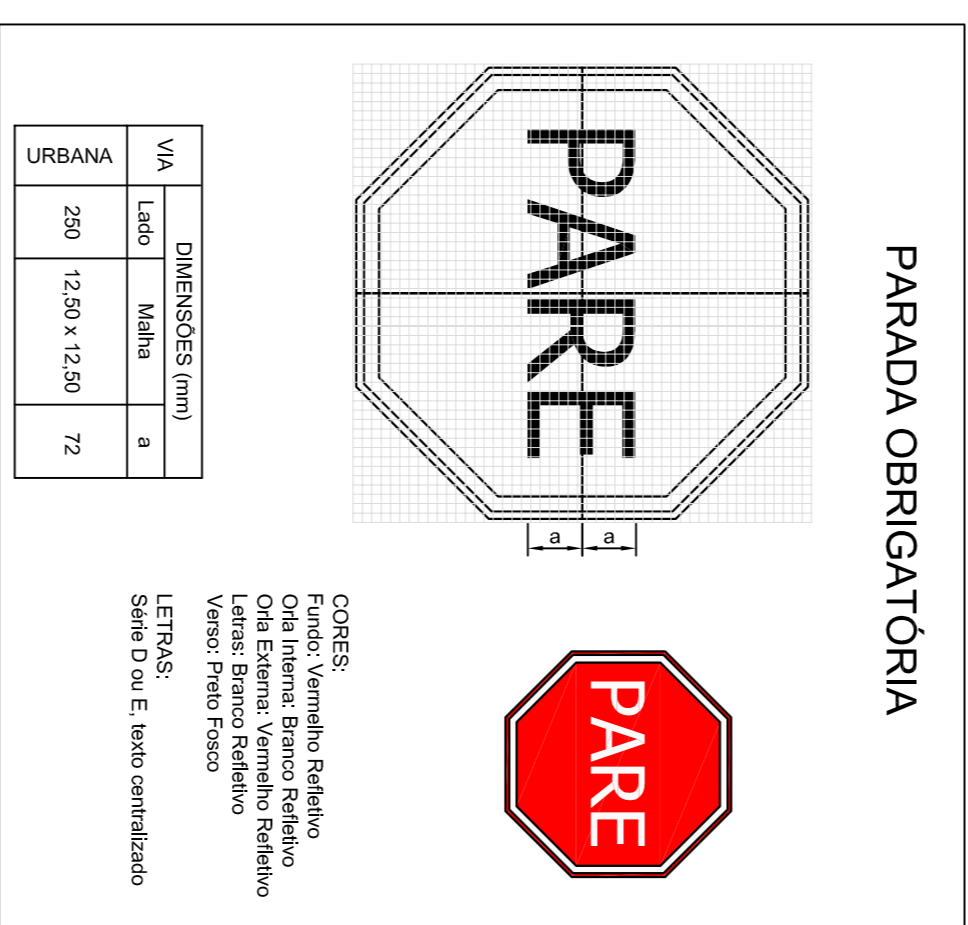 PARADA OBRIGATÓRIA
PARE
a a
PARE
CORES:
Fundo: Vermelho Refletivo
Orla Interna: Branco Refletivo
Orla Externa: Vermelho Refletivo
Letras: Branco Refletivo
Verso: Preto Fosco
LETRAS:
Série D ou E, texto centralizado
VIA DIMENSÕES (mm)
Lado Malha a
URBANA 250 12,50 x 12,50 72